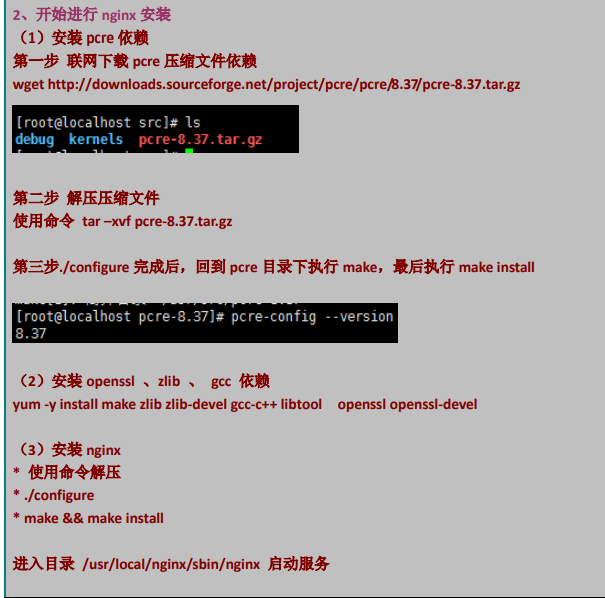 2、开始进行 nginx 安装
（1）安装 pcre 依赖
第一步 联网下载 pcre 压缩文件依赖
wget http://downloads.sourceforge.net/project/pcre/pcre/8.37/pcre-8.37.tar.gz
[root@localhost src]# ls
debug kernels pcre-8.37.tar.gz
第二步 解压压缩文件
使用命令 tar –xvf pcre-8.37.tar.gz
第三步./configure 完成后，回到 pcre 目录下执行 make，最后执行 make install
[root@localhost pcre-8.37]# pcre-config --version
8.37
（2）安装 openssl 、zlib 、 gcc 依赖
yum -y install make zlib zlib-devel gcc-c++ libtool openssl openssl-devel
（3）安装 nginx
* 使用命令解压
* ./configure
* make && make install
进入目录 /usr/local/nginx/sbin/nginx 启动服务